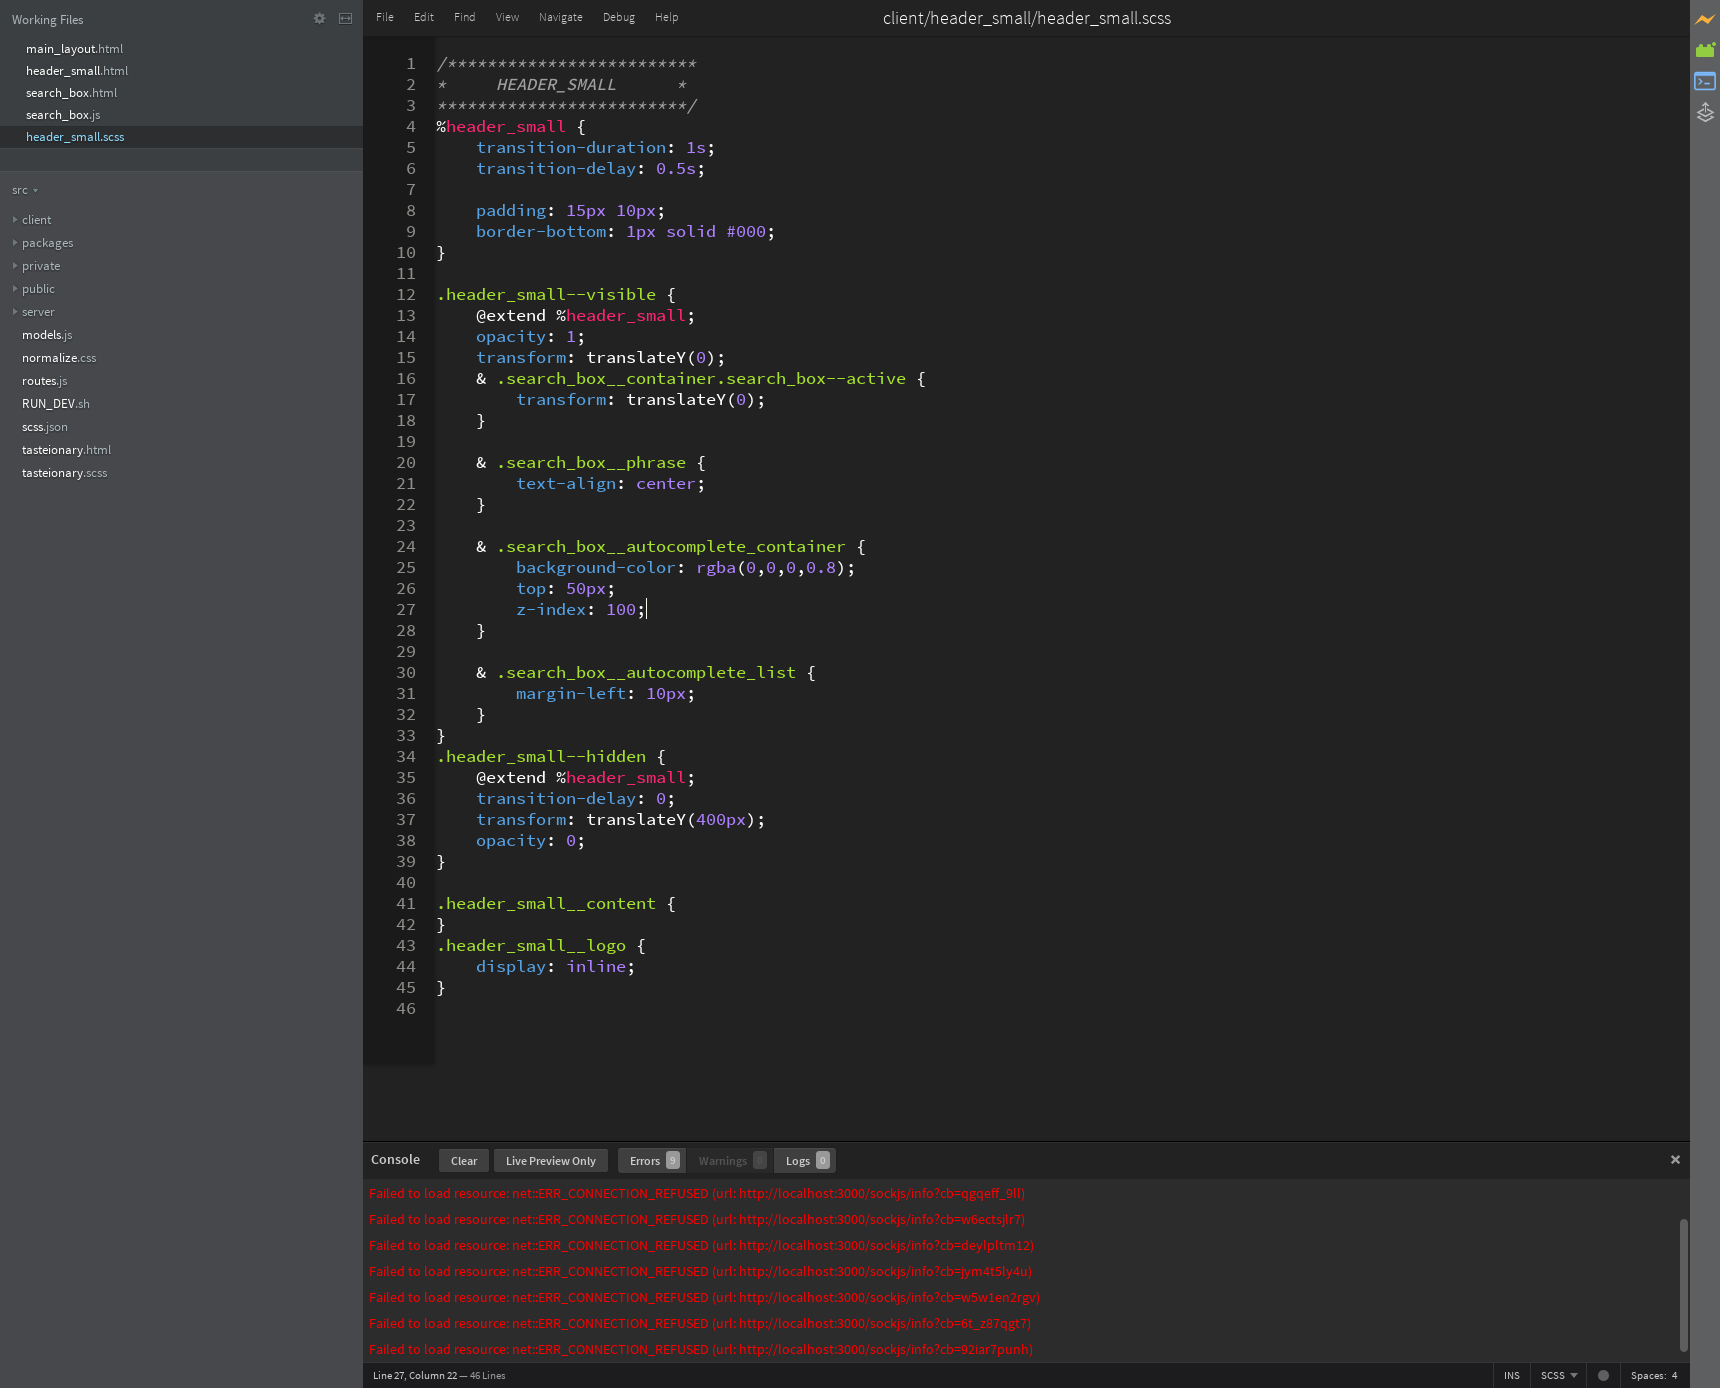 Working Files
main_layout.html
header_small.html
search_box.html
search_box.js
header_small.scss
src
client
packages
private
public
server
models.js
normalize.css
routes.js
RUN_DEV.sh
scss.json
tasteionary.html
tasteionary.scss
File Edit Find View Navigate Debug Help
client/header_small/header_small.scss
1 /*************************
2 *     HEADER_SMALL      *
3 *************************/
4 %header_small {
5     transition-duration: 1s;
6     transition-delay: 0.5s;
7
8     padding: 15px 10px;
9     border-bottom: 1px solid #000;
10 }
11
12 .header_small--visible {
13     @extend %header_small;
14     opacity: 1;
15     transform: translateY(0);
16     & .search_box__container.search_box--active {
17         transform: translateY(0);
18     }
19
20     & .search_box__phrase {
21         text-align: center;
22     }
23
24     & .search_box__autocomplete_container {
25         background-color: rgba(0,0,0,0.8);
26         top: 50px;
27         z-index: 100;
28     }
29
30     & .search_box__autocomplete_list {
31         margin-left: 10px;
32     }
33 }
34 .header_small--hidden {
35     @extend %header_small;
36     transition-delay: 0;
37     transform: translateY(400px);
38     opacity: 0;
39 }
40
41 .header_small__content {
42 }
43 .header_small__logo {
44     display: inline;
45 }
46
Console Clear Live Preview Only Errors 9 Warnings 0 Logs 0
Failed to load resource: net::ERR_CONNECTION_REFUSED (url: http://localhost:3000/sockjs/info?cb=qgqeff_9ll)
Failed to load resource: net::ERR_CONNECTION_REFUSED (url: http://localhost:3000/sockjs/info?cb=w6ectsjlr7)
Failed to load resource: net::ERR_CONNECTION_REFUSED (url: http://localhost:3000/sockjs/info?cb=deylpltm12)
Failed to load resource: net::ERR_CONNECTION_REFUSED (url: http://localhost:3000/sockjs/info?cb=jym4t5ly4u)
Failed to load resource: net::ERR_CONNECTION_REFUSED (url: http://localhost:3000/sockjs/info?cb=w5w1en2rgv)
Failed to load resource: net::ERR_CONNECTION_REFUSED (url: http://localhost:3000/sockjs/info?cb=6t_z87qgt7)
Failed to load resource: net::ERR_CONNECTION_REFUSED (url: http://localhost:3000/sockjs/info?cb=92iar7punh)
Line 27, Column 22 — 46 Lines INS SCSS Spaces: 4